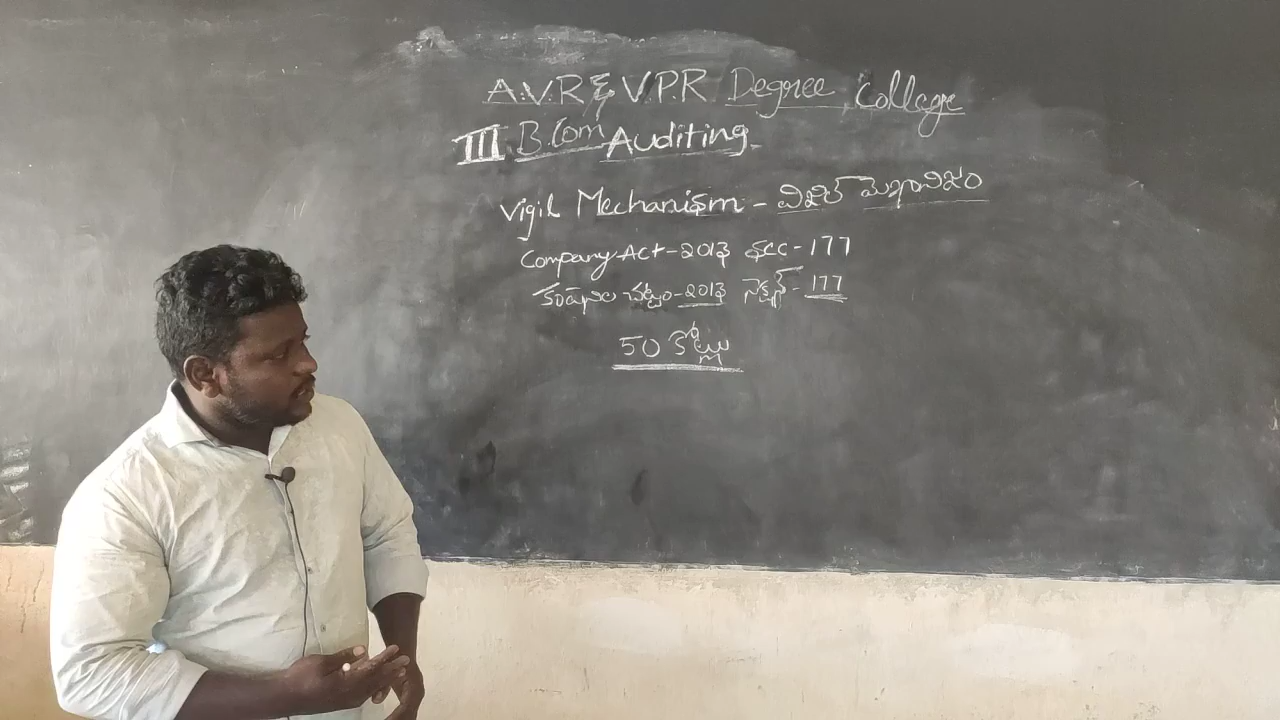 A.V.R & V.P.R Degree College
III B.Com Auditing
Vigil Mechanism - విజిల్ మెఖానిజం
Company Act-2013 Sec-177
కంపెనీల చట్టం-2013 సెక్షన్-177
50 కోట్లు